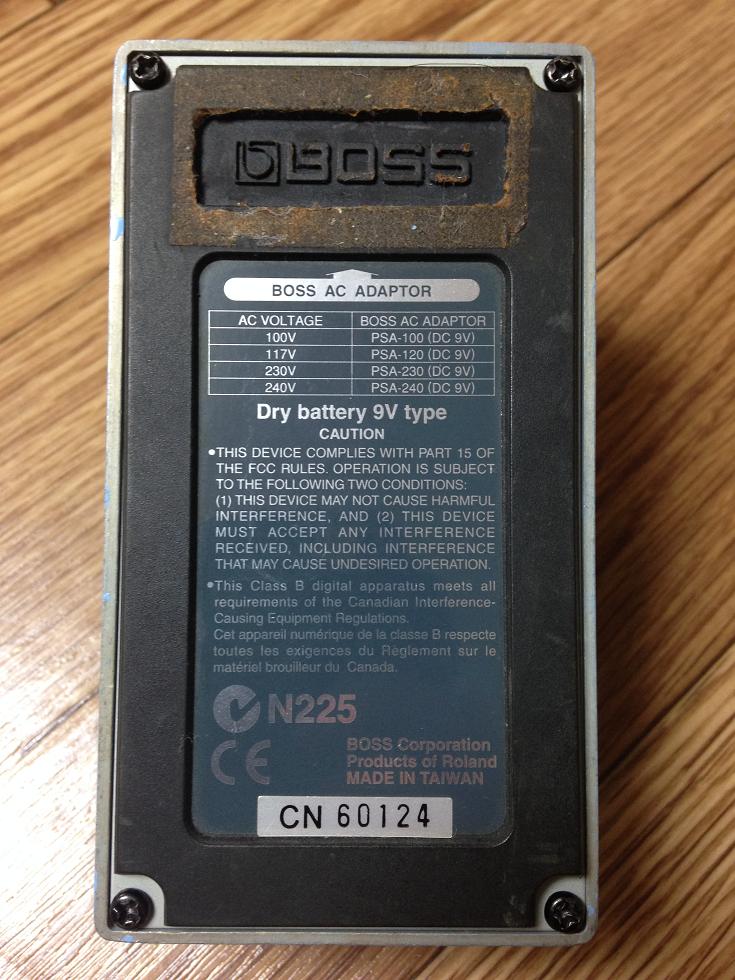 BOSS
BOSS AC ADAPTOR
AC VOLTAGE BOSS AC ADAPTOR
100V PSA-100 (DC 9V)
117V PSA-120 (DC 9V)
230V PSA-230 (DC 9V)
240V PSA-240 (DC 9V)
Dry battery 9V type
CAUTION
•THIS DEVICE COMPLIES WITH PART 15 OF
THE FCC RULES. OPERATION IS SUBJECT
TO THE FOLLOWING TWO CONDITIONS:
(1) THIS DEVICE MAY NOT CAUSE HARMFUL
INTERFERENCE, AND (2) THIS DEVICE
MUST ACCEPT ANY INTERFERENCE
RECEIVED, INCLUDING INTERFERENCE
THAT MAY CAUSE UNDESIRED OPERATION.
•This Class B digital apparatus meets all
requirements of the Canadian Interference-
Causing Equipment Regulations.
Cet appareil numérique de la classe B respecte
toutes les exigences du Règlement sur le
matériel brouilleur du Canada.
N225
CE
BOSS Corporation
Products of Roland
MADE IN TAIWAN
CN 60124